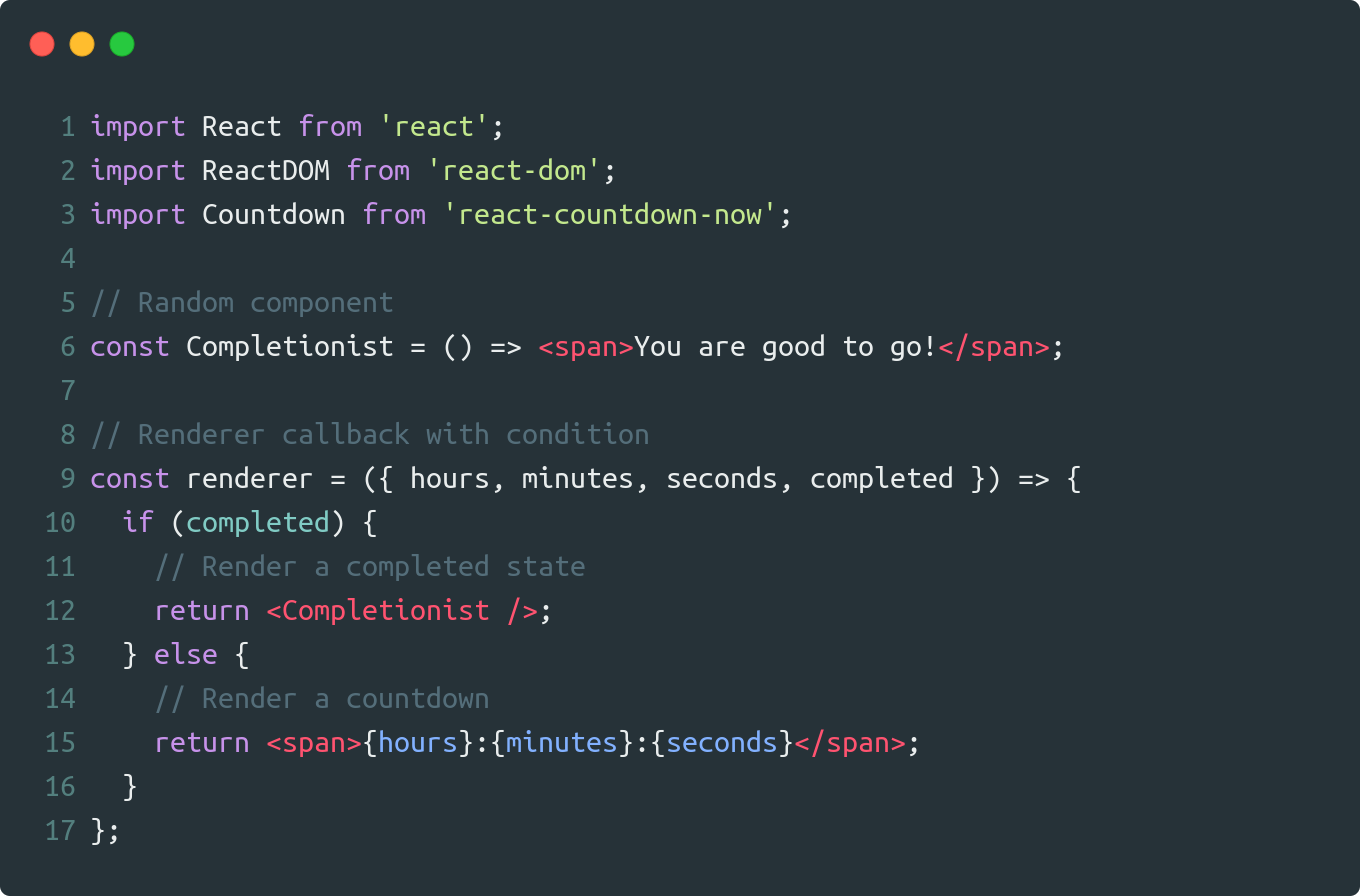 1 import React from 'react';
2 import ReactDOM from 'react-dom';
3 import Countdown from 'react-countdown-now';
4
5 // Random component
6 const Completionist = () => <span>You are good to go!</span>;
7
8 // Renderer callback with condition
9 const renderer = ({ hours, minutes, seconds, completed }) => {
10   if (completed) {
11     // Render a completed state
12     return <Completionist />;
13   } else {
14     // Render a countdown
15     return <span>{hours}:{minutes}:{seconds}</span>;
16   }
17 };